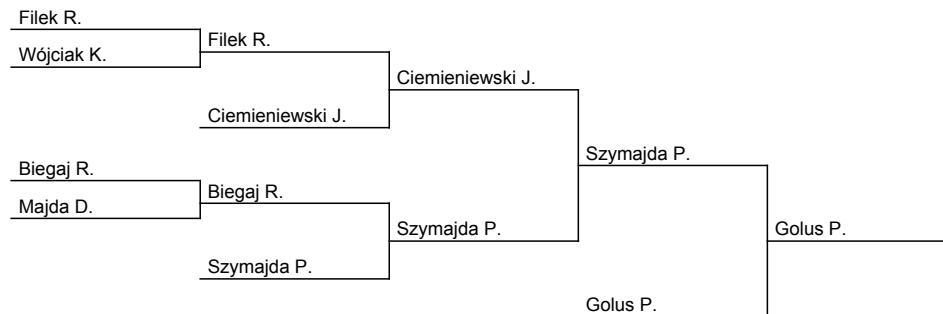 Filek R.
Wójciak K.
Filek R.
Ciemieniewski J.
Ciemieniewski J.
Biegaj R.
Majda D.
Biegaj R.
Szymajda P.
Szymajda P.
Szymajda P.
Golus P.
Golus P.